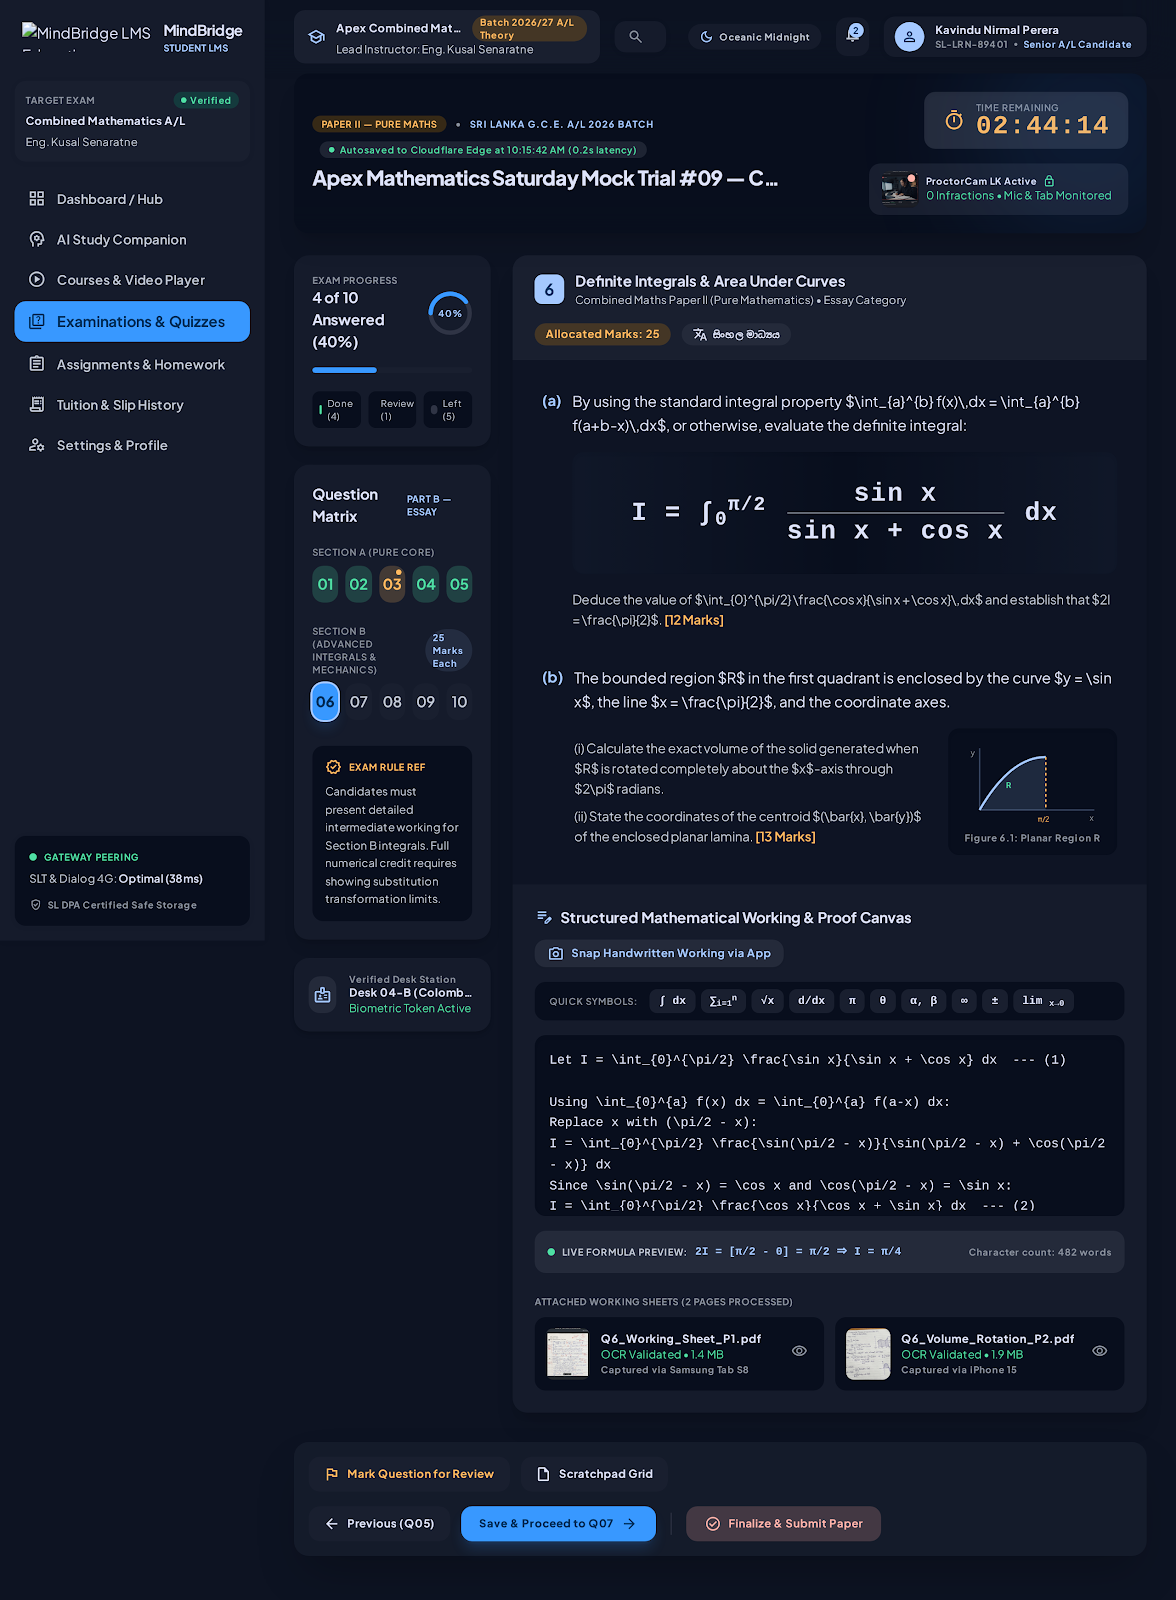 MindBridge LMS
MindBridge
STUDENT LMS
TARGET EXAM
Verified
Combined Mathematics A/L
Eng. Kusal Senaratne
Dashboard / Hub
AI Study Companion
Courses & Video Player
Examinations & Quizzes
Assignments & Homework
Tuition & Slip History
Settings & Profile
GATEWAY PEERING
SLT & Dialog 4G: Optimal (38ms)
SL DPA Certified Safe Storage
Apex Combined Mat...
Batch 2026/27 A/L Theory
Lead Instructor: Eng. Kusal Senaratne
Oceanic Midnight
2
Kavindu Nirmal Perera
SL-LRN-89401 • Senior A/L Candidate
PAPER II — PURE MATHS
• SRI LANKA G.C.E. A/L 2026 BATCH
Autosaved to Cloudflare Edge at 10:15:42 AM (0.2s latency)
Apex Mathematics Saturday Mock Trial #09 — C...
TIME REMAINING
02:44:14
ProctorCam LK Active
0 Infractions • Mic & Tab Monitored
EXAM PROGRESS
4 of 10
Answered
(40%)
40%
Done (4)
Review (1)
Left (5)
Question Matrix
PART B — ESSAY
SECTION A (PURE CORE)
01 02 03 04 05
SECTION B (ADVANCED INTEGRALS & MECHANICS)
25 Marks Each
06 07 08 09 10
EXAM RULE REF
Candidates must
present detailed
intermediate working for
Section B integrals. Full
numerical credit requires
showing substitution
transformation limits.
Verified Desk Station
Desk 04-B (Colomb...
Biometric Token Active
6
Definite Integrals & Area Under Curves
Combined Maths Paper II (Pure Mathematics) • Essay Category
Allocated Marks: 25
සිංහල මාධ්‍යය
(a) By using the standard integral property $\int_{a}^{b} f(x)\,dx = \int_{a}^{b}
f(a+b-x)\,dx$, or otherwise, evaluate the definite integral:
I = ∫₀^π/2 sin x / sin x + cos x dx
Deduce the value of $\int_{0}^{\pi/2} \frac{\cos x}{\sin x + \cos x}\,dx$ and establish that $2I
= \frac{\pi}{2}$. [12 Marks]
(b) The bounded region $R$ in the first quadrant is enclosed by the curve $y = \sin
x$, the line $x = \frac{\pi}{2}$, and the coordinate axes.
(i) Calculate the exact volume of the solid generated when
$R$ is rotated completely about the $x$-axis through
$2\pi$ radians.
(ii) State the coordinates of the centroid $(\bar{x}, \bar{y})$
of the enclosed planar lamina. [13 Marks]
y
R
π/2
x
Figure 6.1: Planar Region R
Structured Mathematical Working & Proof Canvas
Snap Handwritten Working via App
QUICK SYMBOLS: ∫ dx ∑i=1ⁿ √x d/dx π θ α, β ∞ ± lim x→0
Let I = \int_{0}^{\pi/2} \frac{\sin x}{\sin x + \cos x} dx  --- (1)
Using \int_{0}^{a} f(x) dx = \int_{0}^{a} f(a-x) dx:
Replace x with (\pi/2 - x):
I = \int_{0}^{\pi/2} \frac{\sin(\pi/2 - x)}{\sin(\pi/2 - x) + \cos(\pi/2
- x)} dx
Since \sin(\pi/2 - x) = \cos x and \cos(\pi/2 - x) = \sin x:
I = \int_{0}^{\pi/2} \frac{\cos x}{\cos x + \sin x} dx  --- (2)
LIVE FORMULA PREVIEW: 2I = [π/2 - 0] = π/2 ⇒ I = π/4
Character count: 482 words
ATTACHED WORKING SHEETS (2 PAGES PROCESSED)
Q6_Working_Sheet_P1.pdf
OCR Validated • 1.4 MB
Captured via Samsung Tab S8
Q6_Volume_Rotation_P2.pdf
OCR Validated • 1.9 MB
Captured via iPhone 15
Mark Question for Review
Scratchpad Grid
Previous (Q05)
Save & Proceed to Q07
Finalize & Submit Paper